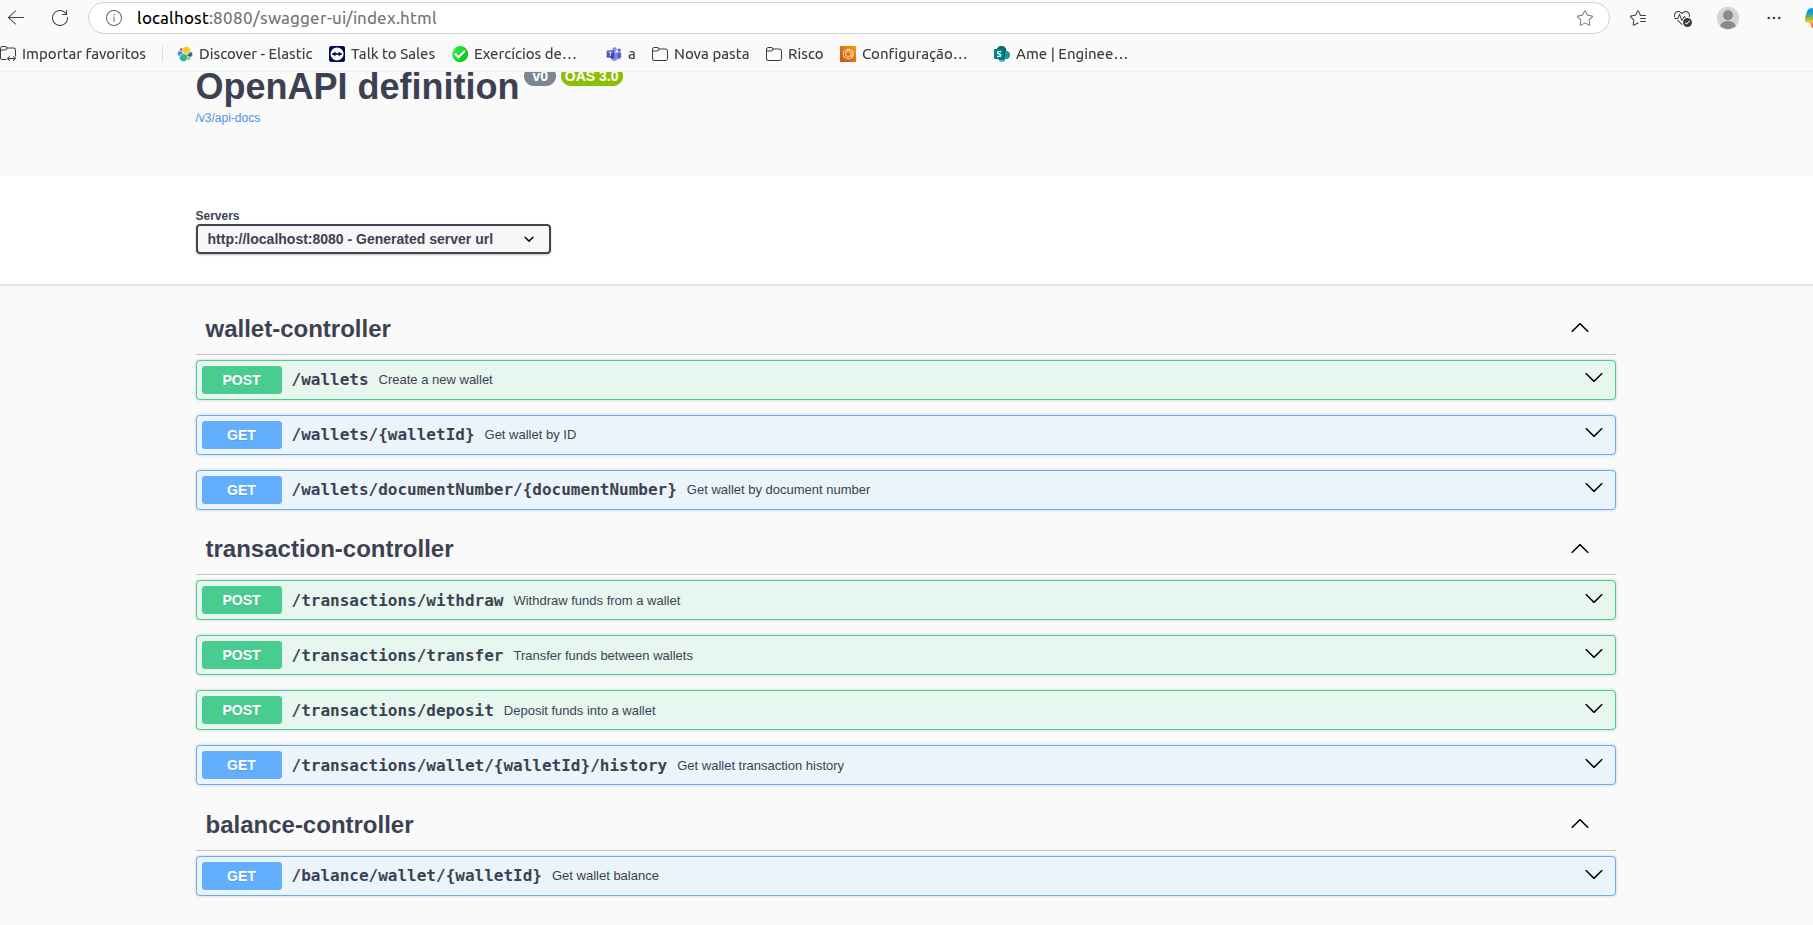 localhost:8080/swagger-ui/index.html
Importar favoritos Discover - Elastic Talk to Sales Exercícios de... a Nova pasta Risco Configuração... Ame | Enginee...
OpenAPI definition v0 OAS 3.0
/v3/api-docs
Servers
http://localhost:8080 - Generated server url
wallet-controller
POST /wallets Create a new wallet
GET /wallets/{walletId} Get wallet by ID
GET /wallets/documentNumber/{documentNumber} Get wallet by document number
transaction-controller
POST /transactions/withdraw Withdraw funds from a wallet
POST /transactions/transfer Transfer funds between wallets
POST /transactions/deposit Deposit funds into a wallet
GET /transactions/wallet/{walletId}/history Get wallet transaction history
balance-controller
GET /balance/wallet/{walletId} Get wallet balance